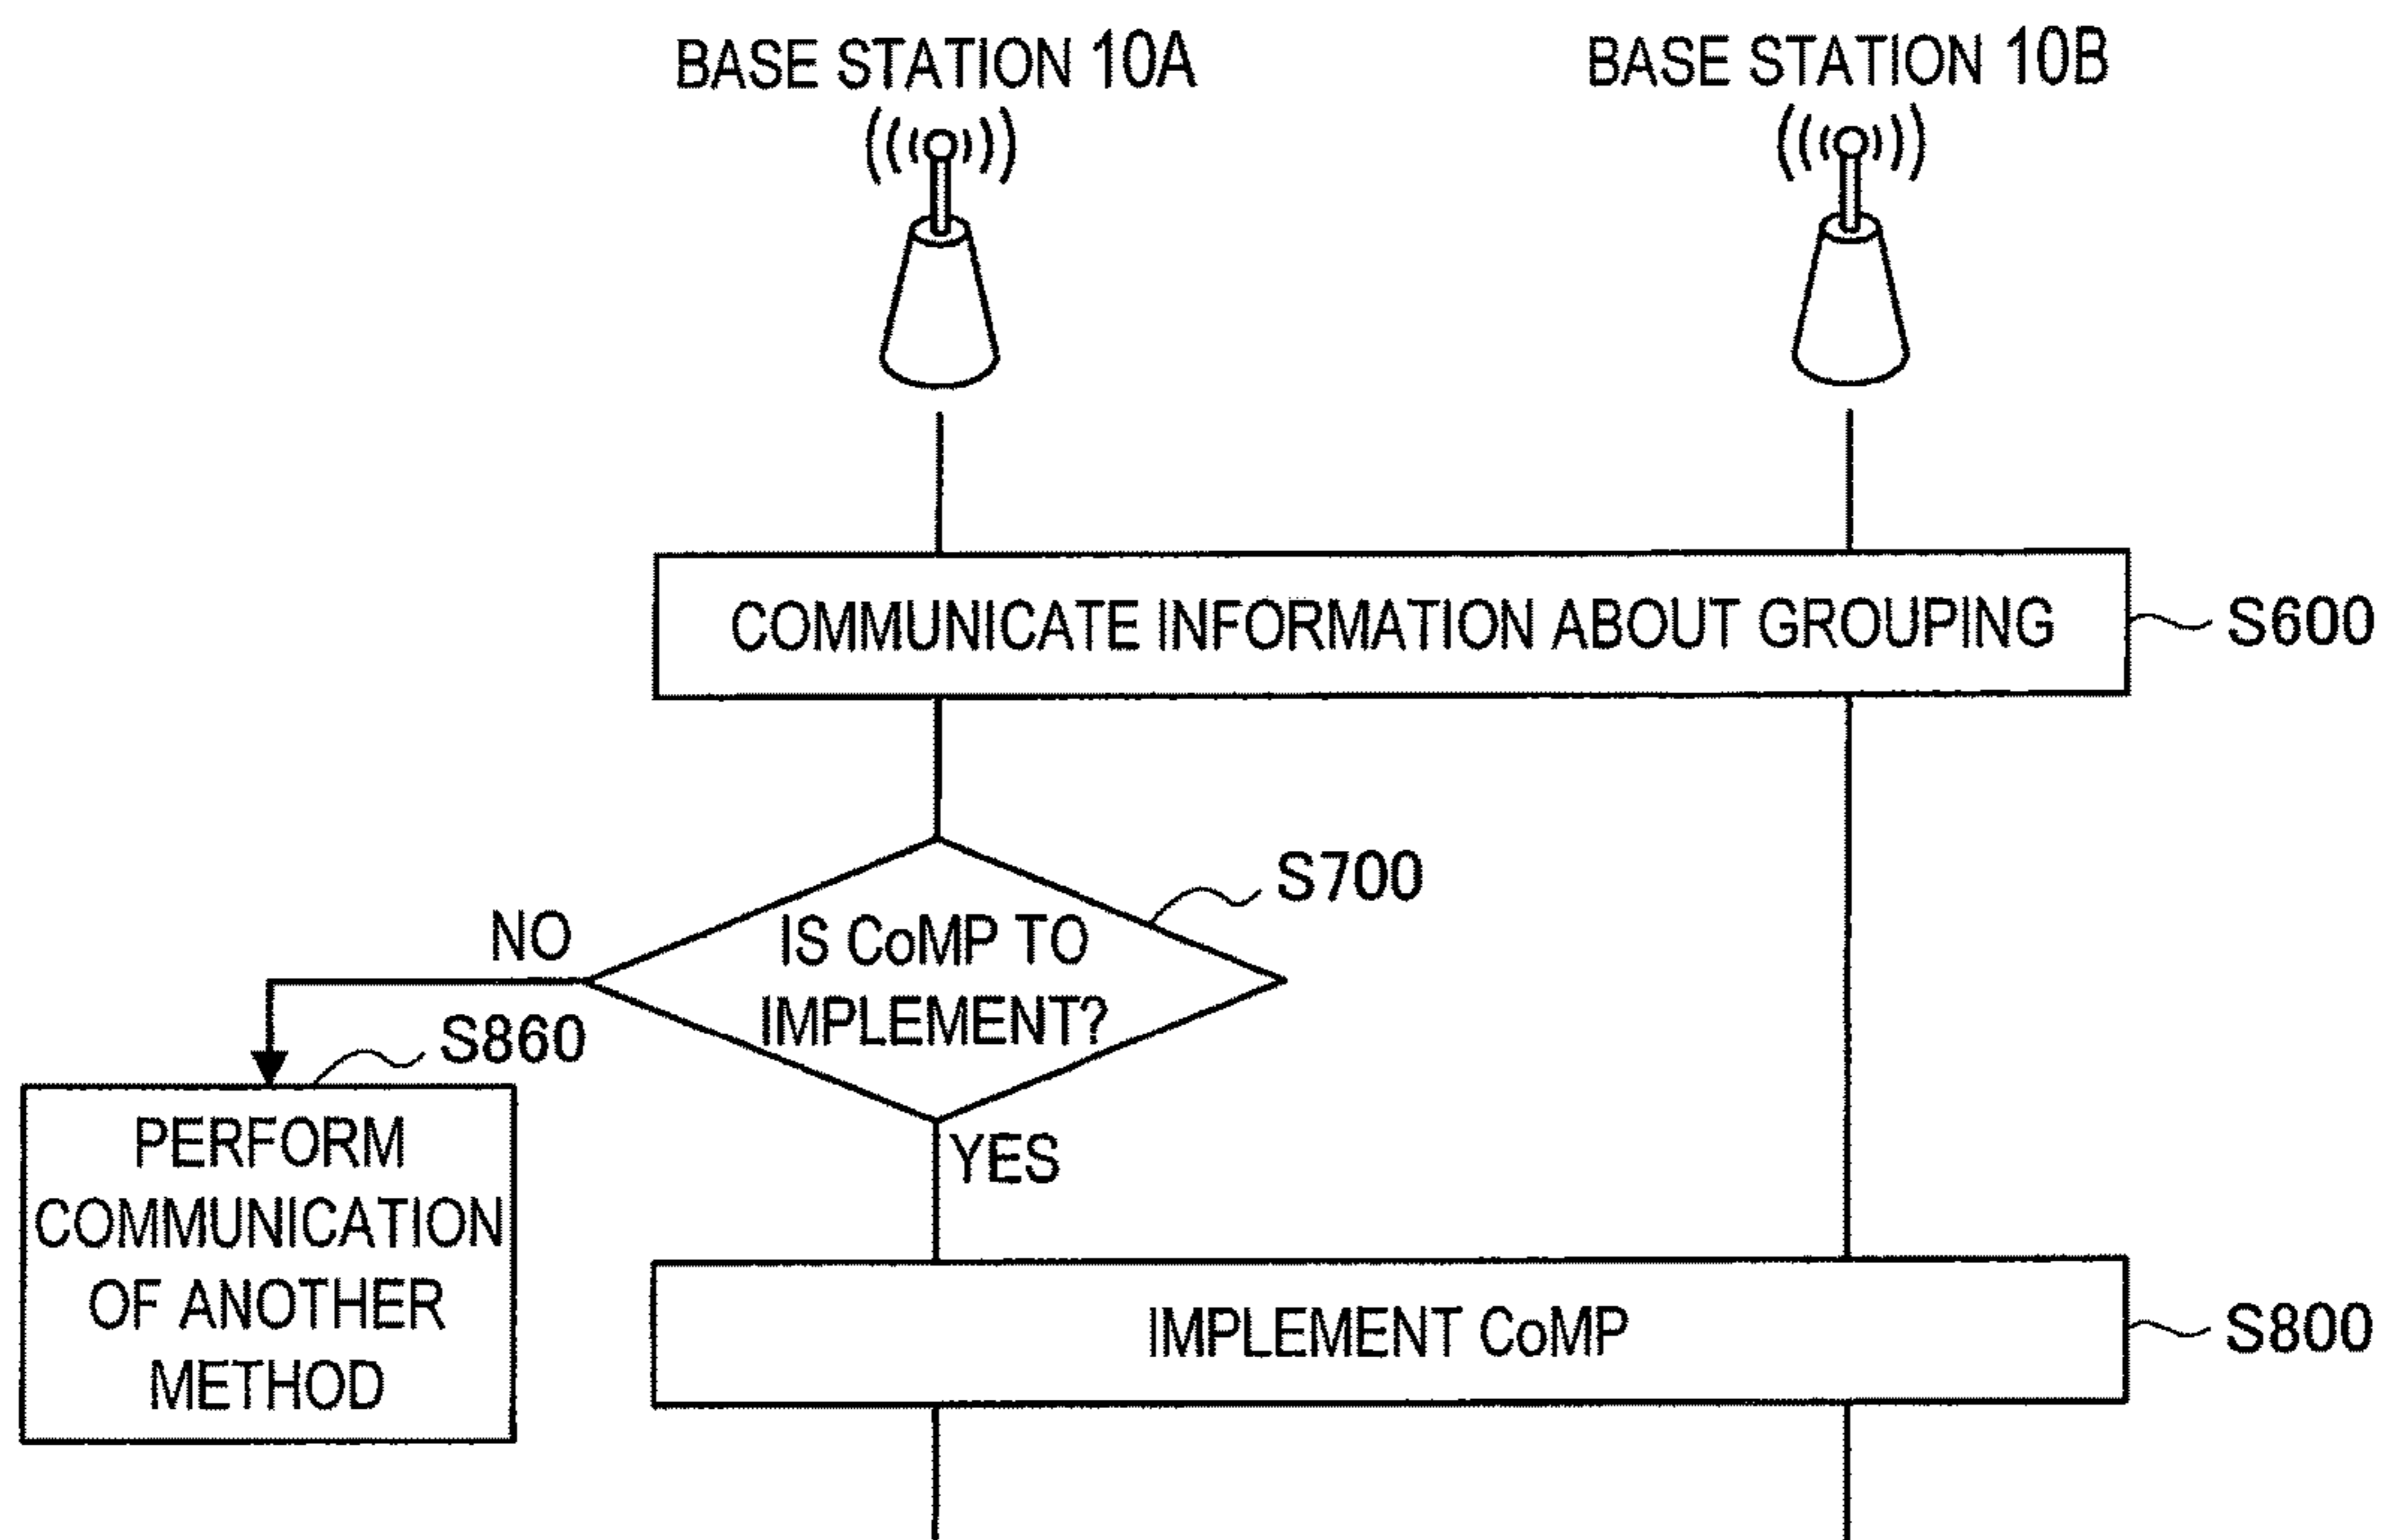 BASE STATION 10A
BASE STATION 10B
COMMUNICATE INFORMATION ABOUT GROUPING
S600
S700
NO
IS CoMP TO
IMPLEMENT?
S860
PERFORM
COMMUNICATION
OF ANOTHER
METHOD
YES
IMPLEMENT CoMP
S800